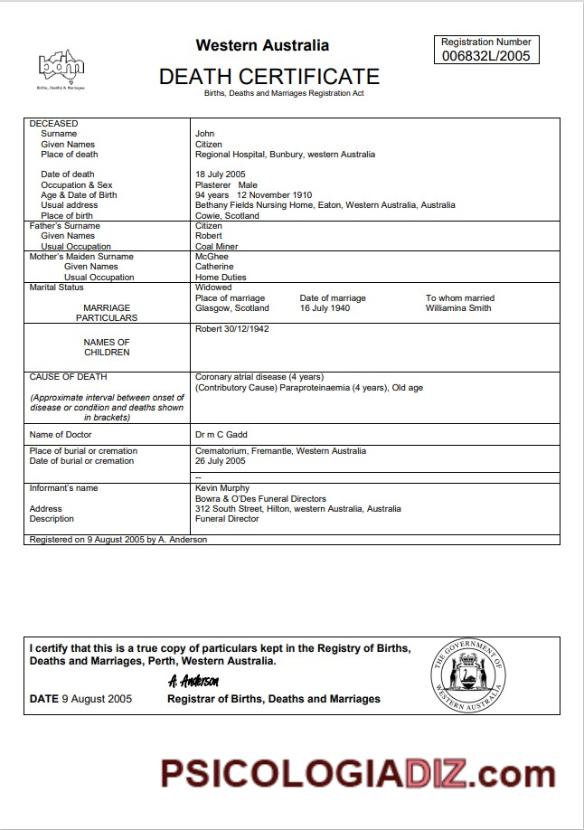 Western Australia
Registration Number
006832L/2005
bdm
Births, Deaths & Marriages
DEATH CERTIFICATE
Births, Deaths and Marriages Registration Act
DECEASED
Surname John
Given Names Citizen
Place of death Regional Hospital, Bunbury, western Australia
Date of death 18 July 2005
Occupation & Sex Plasterer Male
Age & Date of Birth 94 years 12 November 1910
Usual address Bethany Fields Nursing Home, Eaton, Western Australia, Australia
Place of birth Cowie, Scotland
Father's Surname Citizen
Given Names Robert
Usual Occupation Coal Miner
Mother's Maiden Surname McGhee
Given Names Catherine
Usual Occupation Home Duties
Marital Status Widowed
Place of marriage Date of marriage To whom married
MARRIAGE Glasgow, Scotland 16 July 1940 Williamina Smith
PARTICULARS
Robert 30/12/1942
NAMES OF
CHILDREN
CAUSE OF DEATH Coronary atrial disease (4 years)
(Contributory Cause) Paraproteinaemia (4 years), Old age
(Approximate interval between onset of
disease or condition and deaths shown
in brackets)
Name of Doctor Dr m C Gadd
Place of burial or cremation Crematorium, Fremantle, Western Australia
Date of burial or cremation 26 July 2005
--
Informant's name Kevin Murphy
Bowra & O'Des Funeral Directors
Address 312 South Street, Hilton, western Australia, Australia
Description Funeral Director
Registered on 9 August 2005 by A. Anderson
I certify that this is a true copy of particulars kept in the Registry of Births,
Deaths and Marriages, Perth, Western Australia.
A. Anderson
DATE 9 August 2005 Registrar of Births, Deaths and Marriages
THE GOVERNMENT OF
WESTERN AUSTRALIA
PSICOLOGIADIZ.com